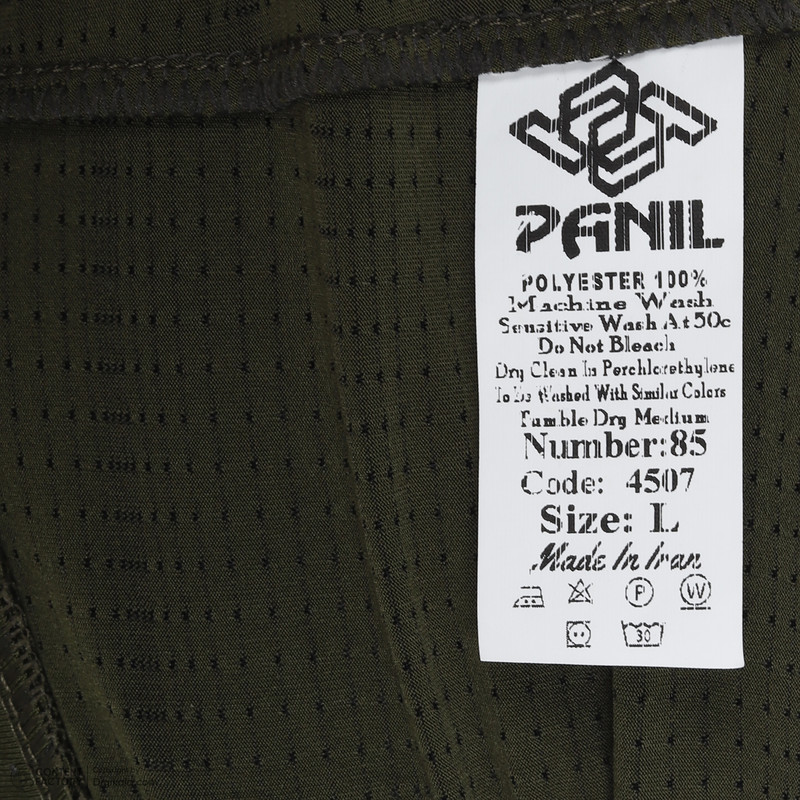 PANIL
POLYESTER 100%
Machine Wash
Sensitive Wash At 50c
Do Not Bleach
Dry Clean In Perchlorethylene
To Be Washed With Similar Colors
Tumble Dry Medium
Number:85
Code: 4507
Size: L
Made In Iran
P W
30